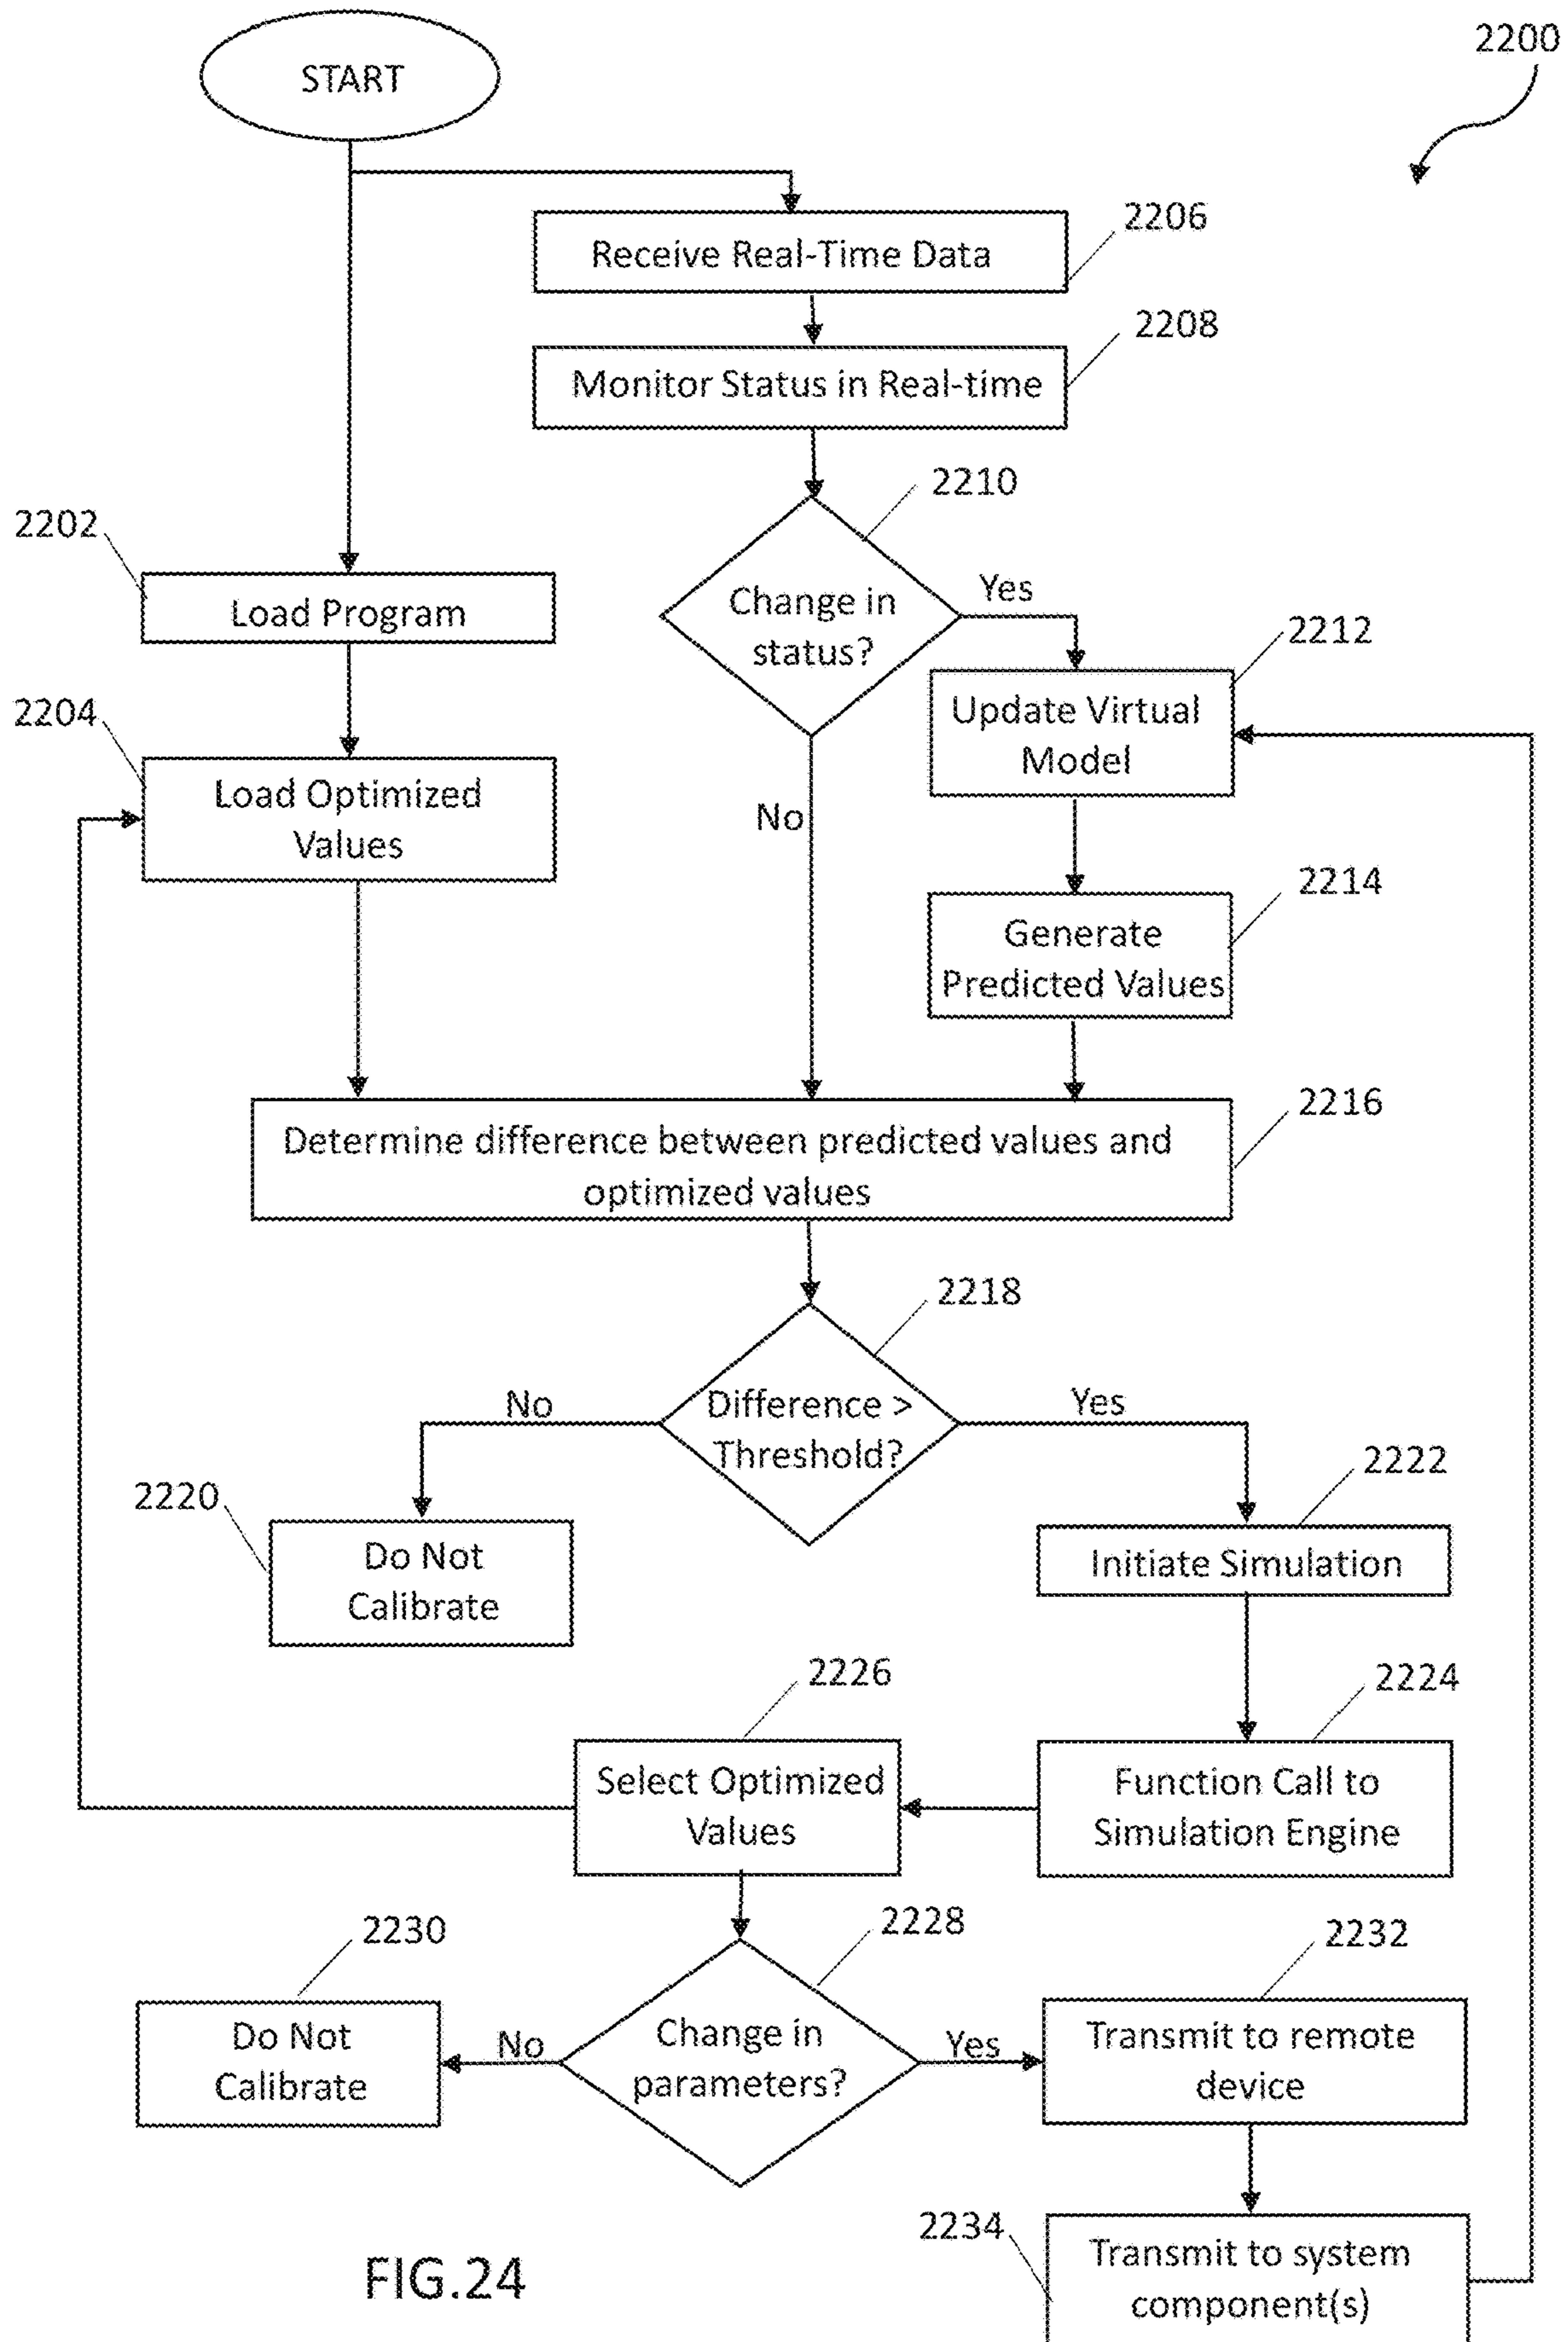 2200
START
2206
Receive Real-Time Data
2208
Monitor Status in Real-time
2210
Change in
status?
Yes
No
2202
Load Program
2212
Update Virtual
Model
2204
Load Optimized
Values
2214
Generate
Predicted Values
2216
Determine difference between predicted values and
optimized values
2218
Difference >
Threshold?
No
Yes
2220
Do Not
Calibrate
2222
Initiate Simulation
2224
Function Call to
Simulation Engine
2226
Select Optimized
Values
2228
Change in
parameters?
No
Yes
2230
Do Not
Calibrate
2232
Transmit to remote
device
2234
Transmit to system
component(s)
FIG.24